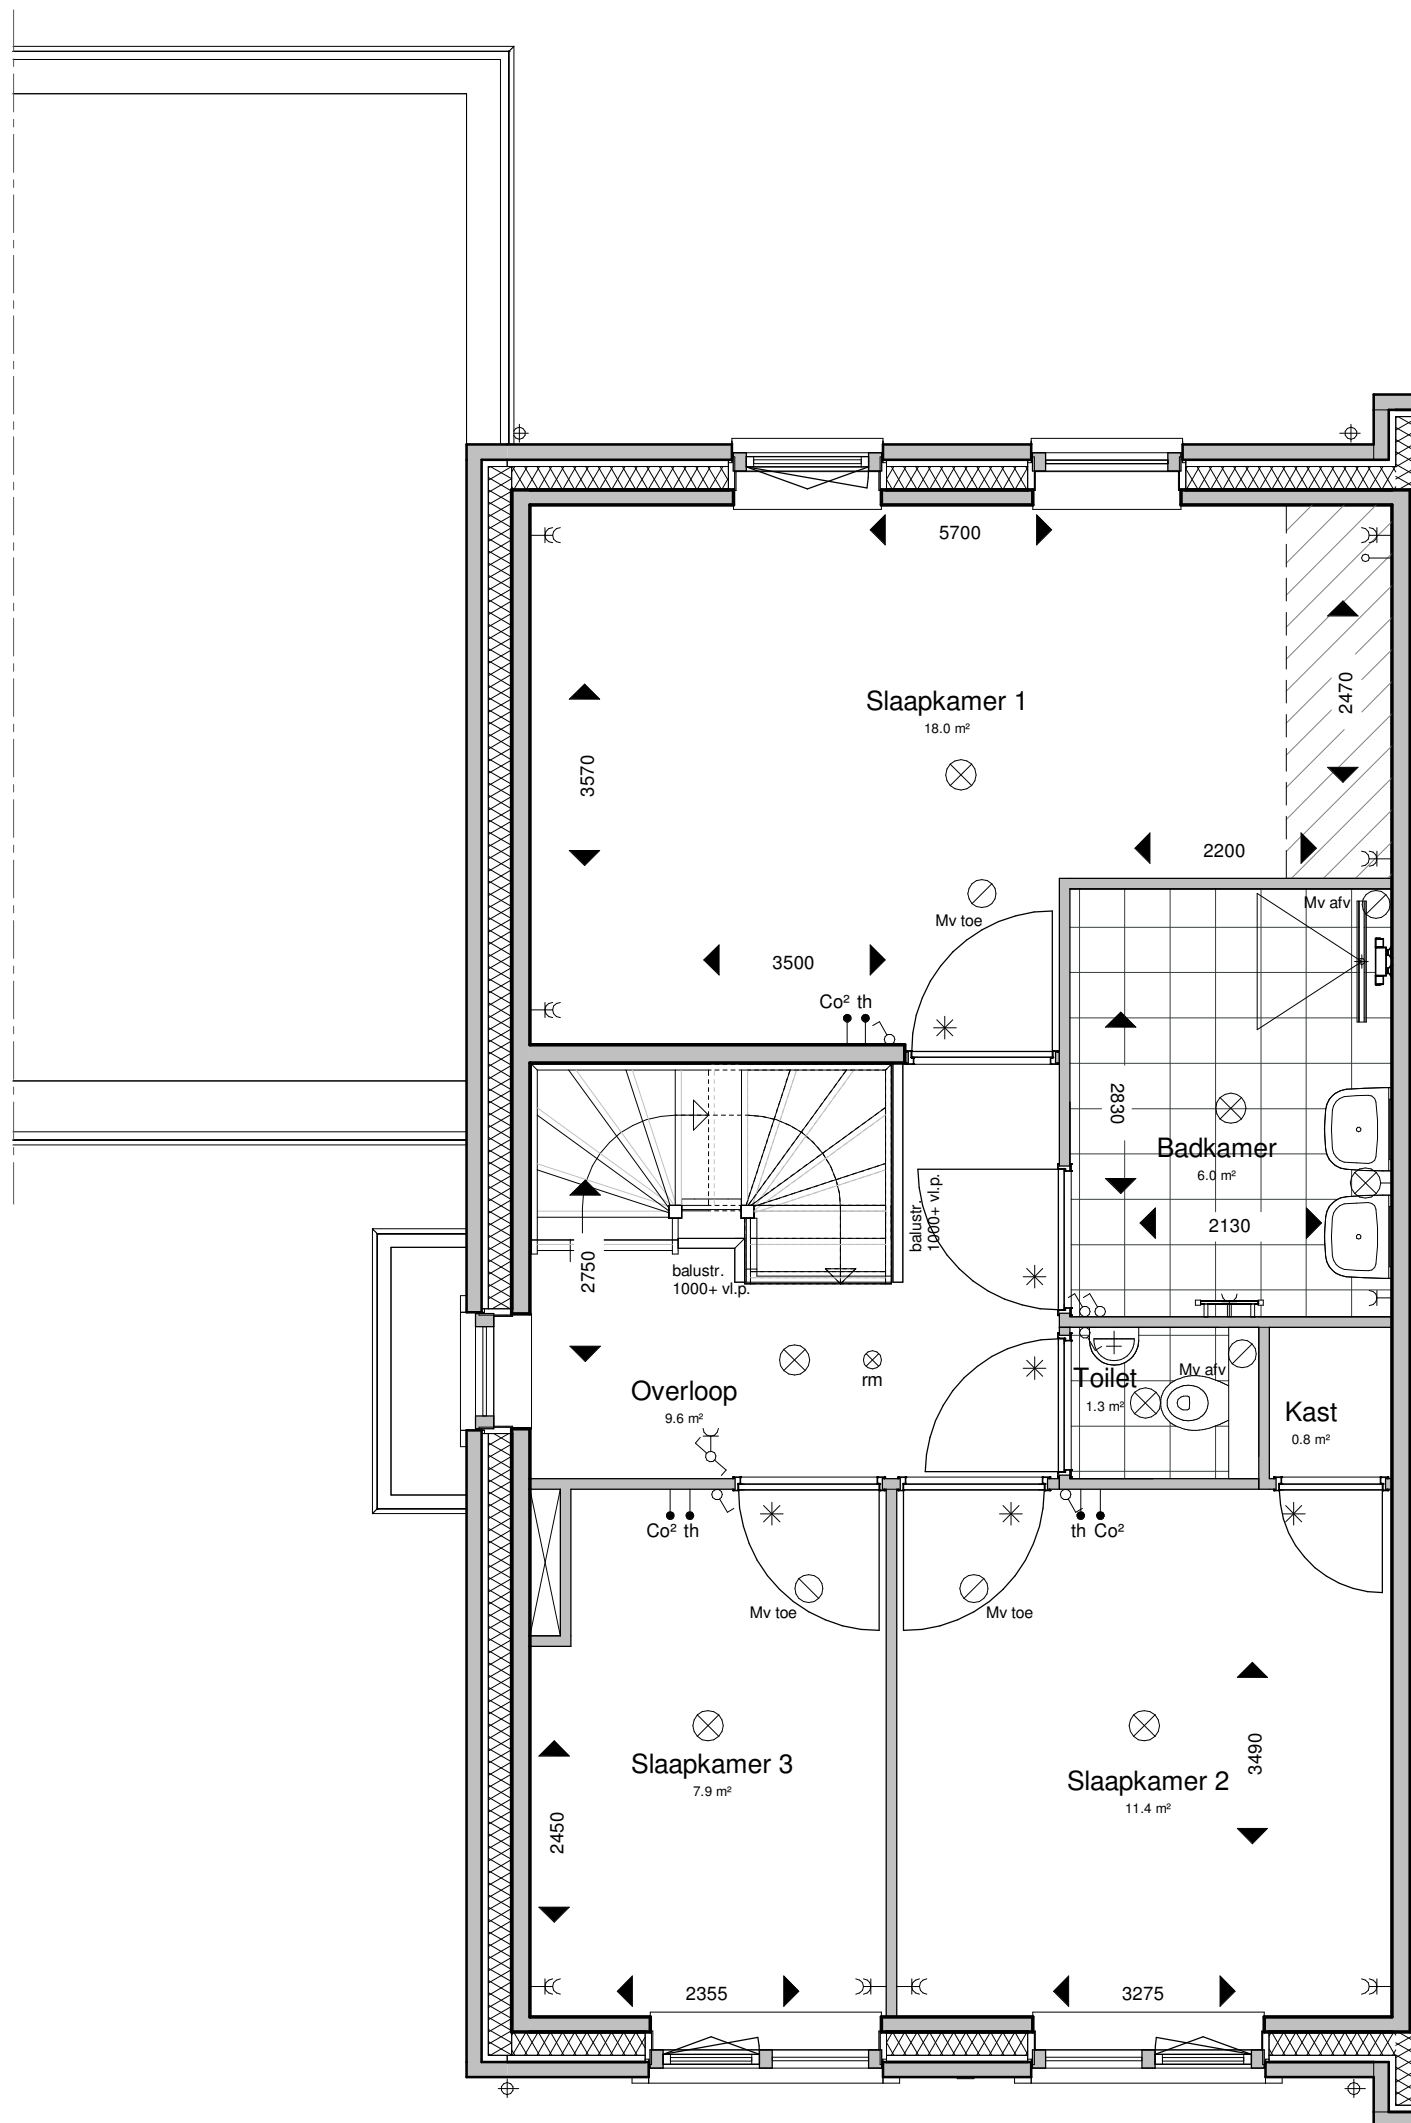 5700
2470
Slaapkamer 1
18.0 m²
3570
2200
Mv toe
Mv afv
3500
Co² th
2830
Badkamer
6.0 m²
2130
balustr.
1000+ vl.p.
2750
balustr.
1000+ vl.p.
rm
Overloop
9.6 m²
Toilet
1.3 m²
Mv afv
Kast
0.8 m²
Co² th
th Co²
Mv toe
Mv toe
Slaapkamer 3
7.9 m²
Slaapkamer 2
11.4 m²
3490
2450
2355
3275